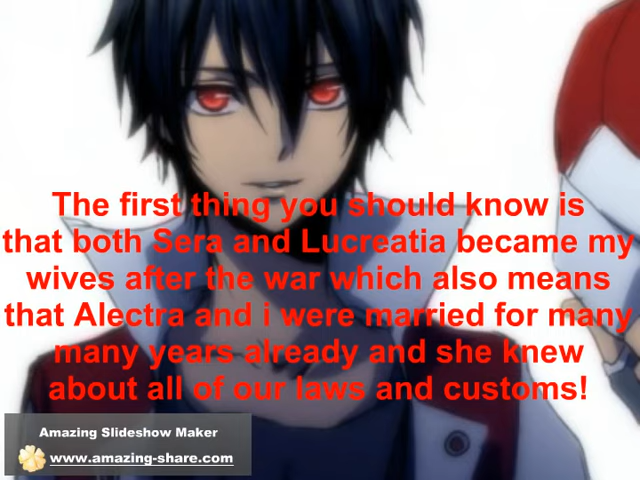 The first thing you should know is
that both Sera and Lucreatia became my
wives after the war which also means
that Alectra and i were married for many
many years already and she knew
about all of our laws and customs!
Amazing Slideshow Maker
www.amazing-share.com